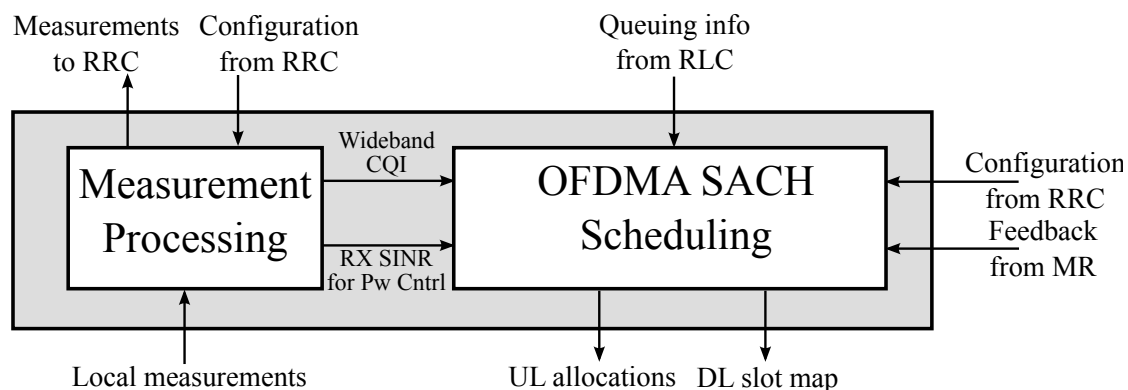 Measurements
to RRC
Configuration
from RRC
Queuing info
from RLC
Measurement
Processing
Wideband
CQI
RX SINR
for Pw Cntrl
OFDMA SACH
Scheduling
Configuration
from RRC
Feedback
from MR
Local measurements
UL allocations
DL slot map